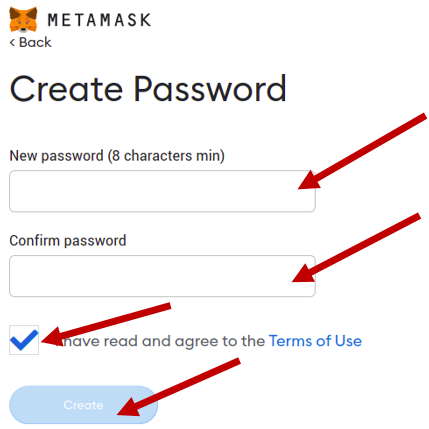 METAMASK
< Back
Create Password
New password (8 characters min)
Confirm password
I have read and agree to the Terms of Use
Create